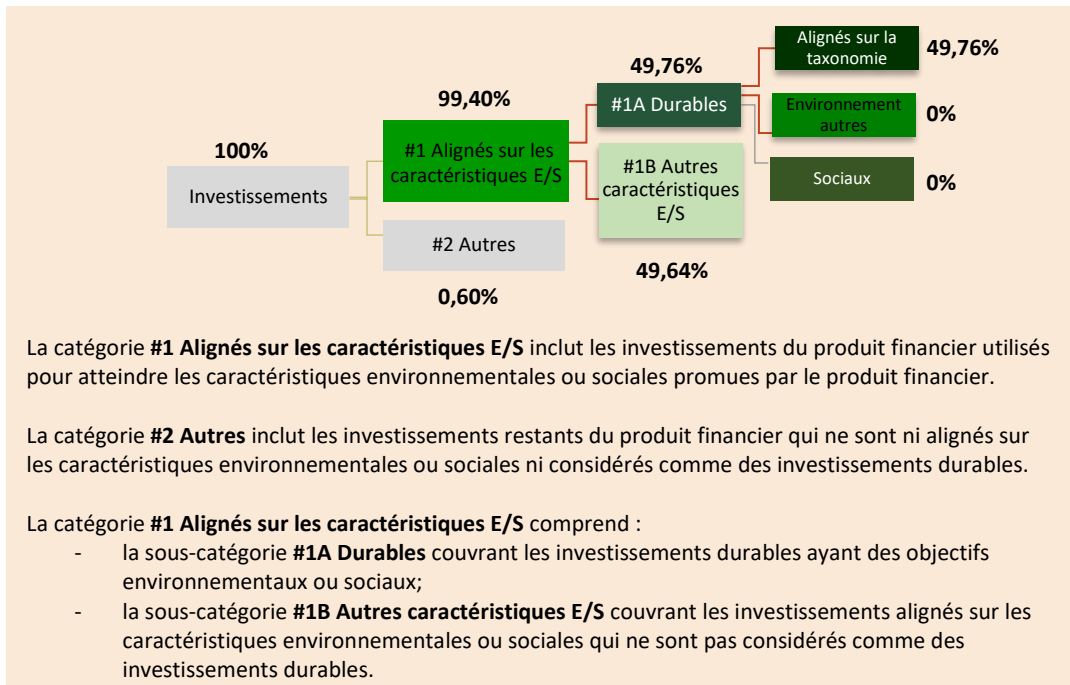 Alignés sur la
taxonomie
49,76%
49,76%
99,40%
#1A Durables
Environnement
autres
0%
100%
#1 Alignés sur les
caractéristiques E/S
#1B Autres
caractéristiques
E/S
Sociaux
0%
Investissements
#2 Autres
49,64%
0,60%
La catégorie #1 Alignés sur les caractéristiques E/S inclut les investissements du produit financier utilisés
pour atteindre les caractéristiques environnementales ou sociales promues par le produit financier.
La catégorie #2 Autres inclut les investissements restants du produit financier qui ne sont ni alignés sur
les caractéristiques environnementales ou sociales ni considérés comme des investissements durables.
La catégorie #1 Alignés sur les caractéristiques E/S comprend :
- la sous-catégorie #1A Durables couvrant les investissements durables ayant des objectifs
environnementaux ou sociaux;
- la sous-catégorie #1B Autres caractéristiques E/S couvrant les investissements alignés sur les
caractéristiques environnementales ou sociales qui ne sont pas considérés comme des
investissements durables.